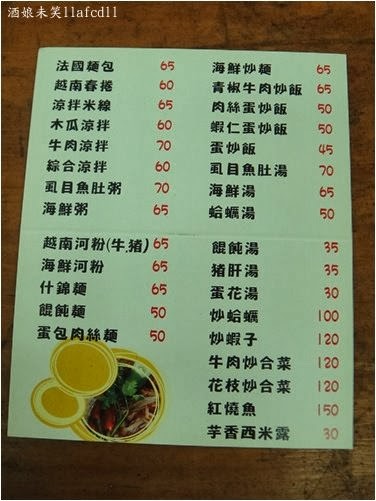 酒娘未笑llafcdll
法國麵包 65
越南春捲 60
涼拌米線 65
木瓜涼拌 60
牛肉涼拌 70
綜合涼拌 60
虱目魚肚粥 70
海鮮粥 65
越南河粉(牛.豬) 65
海鮮河粉 65
什錦麵 65
餛飩麵 50
蛋包肉絲麵 50
海鮮炒麵 65
青椒牛肉炒飯 65
肉絲蛋炒飯 50
蝦仁蛋炒飯 50
蛋炒飯 45
虱目魚肚湯 70
海鮮湯 65
蛤蠣湯 50
餛飩湯 35
豬肝湯 35
蛋花湯 30
炒蛤蠣 100
炒蝦子 120
牛肉炒合菜 120
花枝炒合菜 120
紅燒魚 150
芋香西米露 30